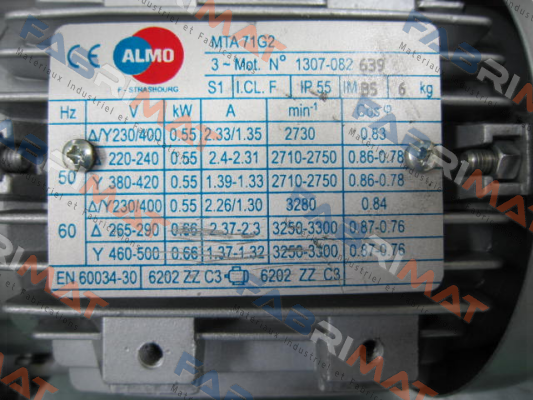 CE ALMO MTA 71G2
F - STRASBOURG 3 ~ Mot. N° 1307-082 639
S1 I.CL. F IP 55 IM B5 6 kg
Hz V kW A min⁻¹ cos φ
Δ/Y230/400 0.55 2.33/1.35 2730 0.83
50 Δ 220-240 0.55 2.4-2.31 2710-2750 0.86-0.78
Y 380-420 0.55 1.39-1.33 2710-2750 0.86-0.78
Δ/Y230/400 0.55 2.26/1.30 3280 0.84
60 Δ 265-290 0.66 2.37-2.3 3250-3300 0.87-0.76
Y 460-500 0.66 1.37-1.32 3250-3300 0.87-0.76
EN 60034-30 6202 ZZ C3 6202 ZZ C3
FABRIMAT